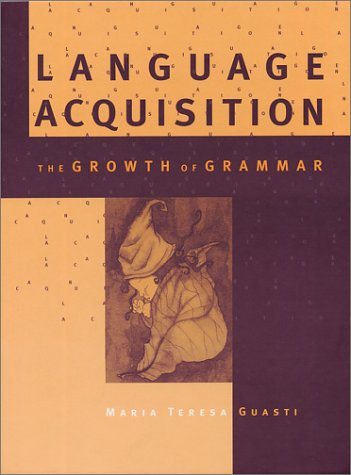 LANGUAGE
ACQUISITION
THE GROWTH OF GRAMMAR
MARIA TERESA GUASTI